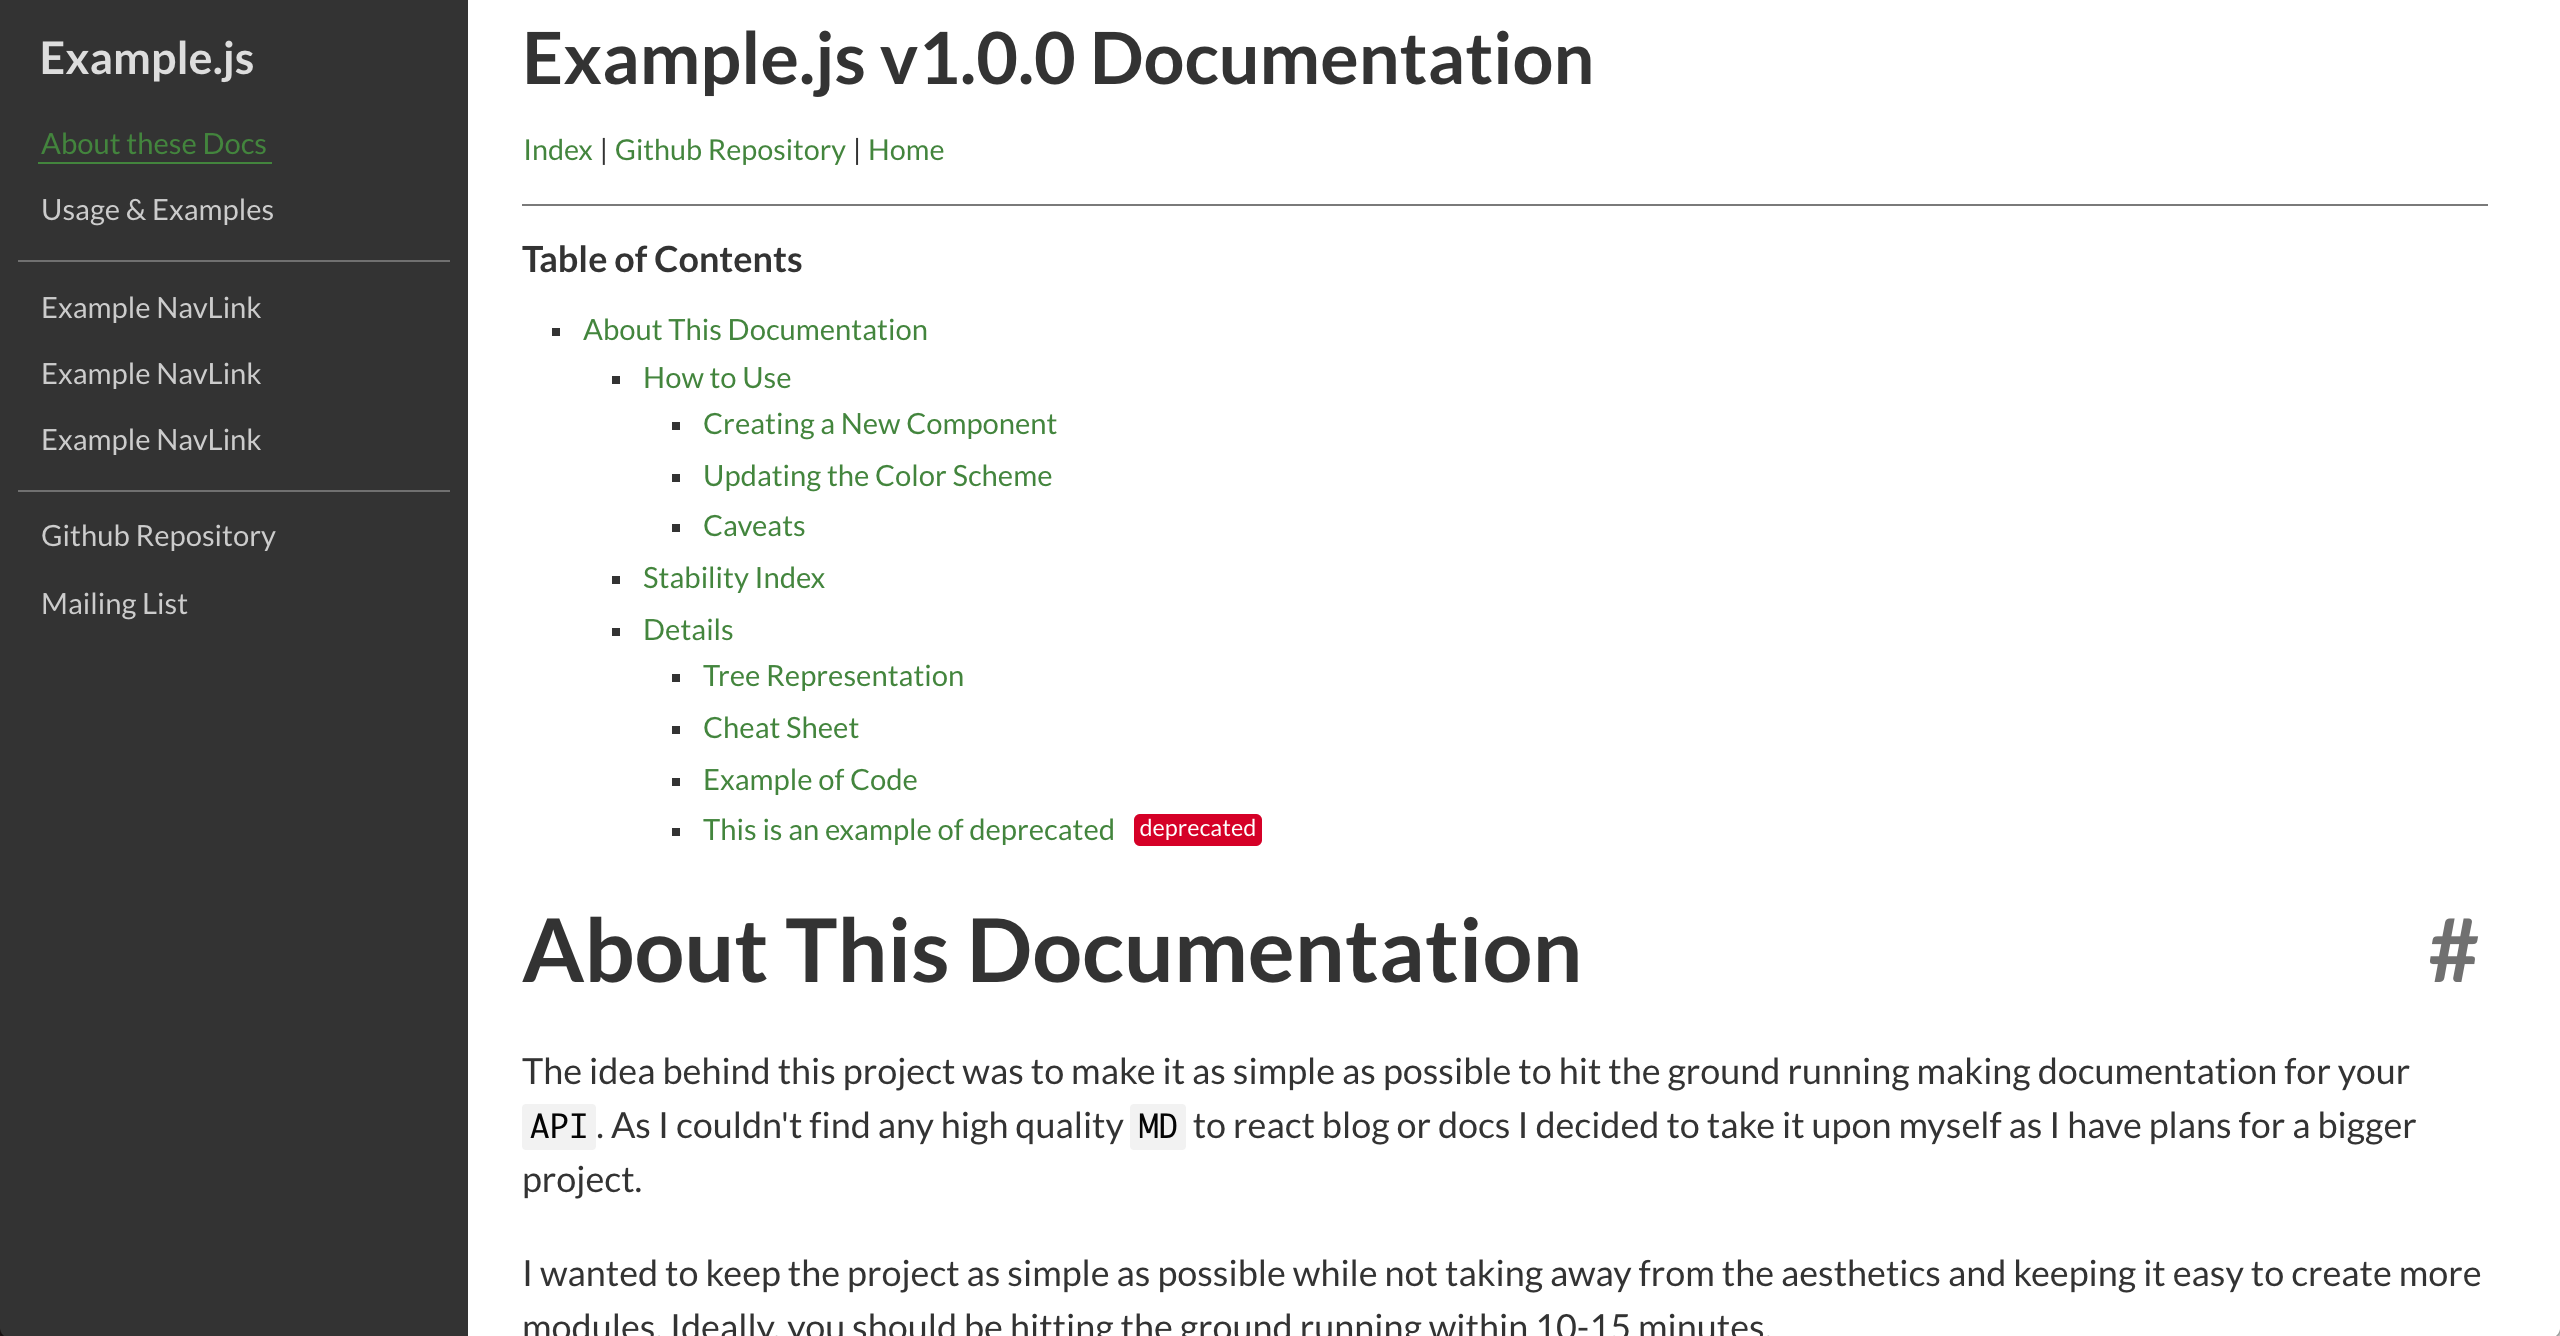 Example.js
About these Docs
Usage & Examples
Example NavLink
Example NavLink
Example NavLink
Github Repository
Mailing List
Example.js v1.0.0 Documentation
Index | Github Repository | Home
Table of Contents
About This Documentation
How to Use
Creating a New Component
Updating the Color Scheme
Caveats
Stability Index
Details
Tree Representation
Cheat Sheet
Example of Code
This is an example of deprecated deprecated
About This Documentation #
The idea behind this project was to make it as simple as possible to hit the ground running making documentation for your
API. As I couldn't find any high quality MD to react blog or docs I decided to take it upon myself as I have plans for a bigger
project.
I wanted to keep the project as simple as possible while not taking away from the aesthetics and keeping it easy to create more
modules. Ideally, you should be hitting the ground running within 10-15 minutes.